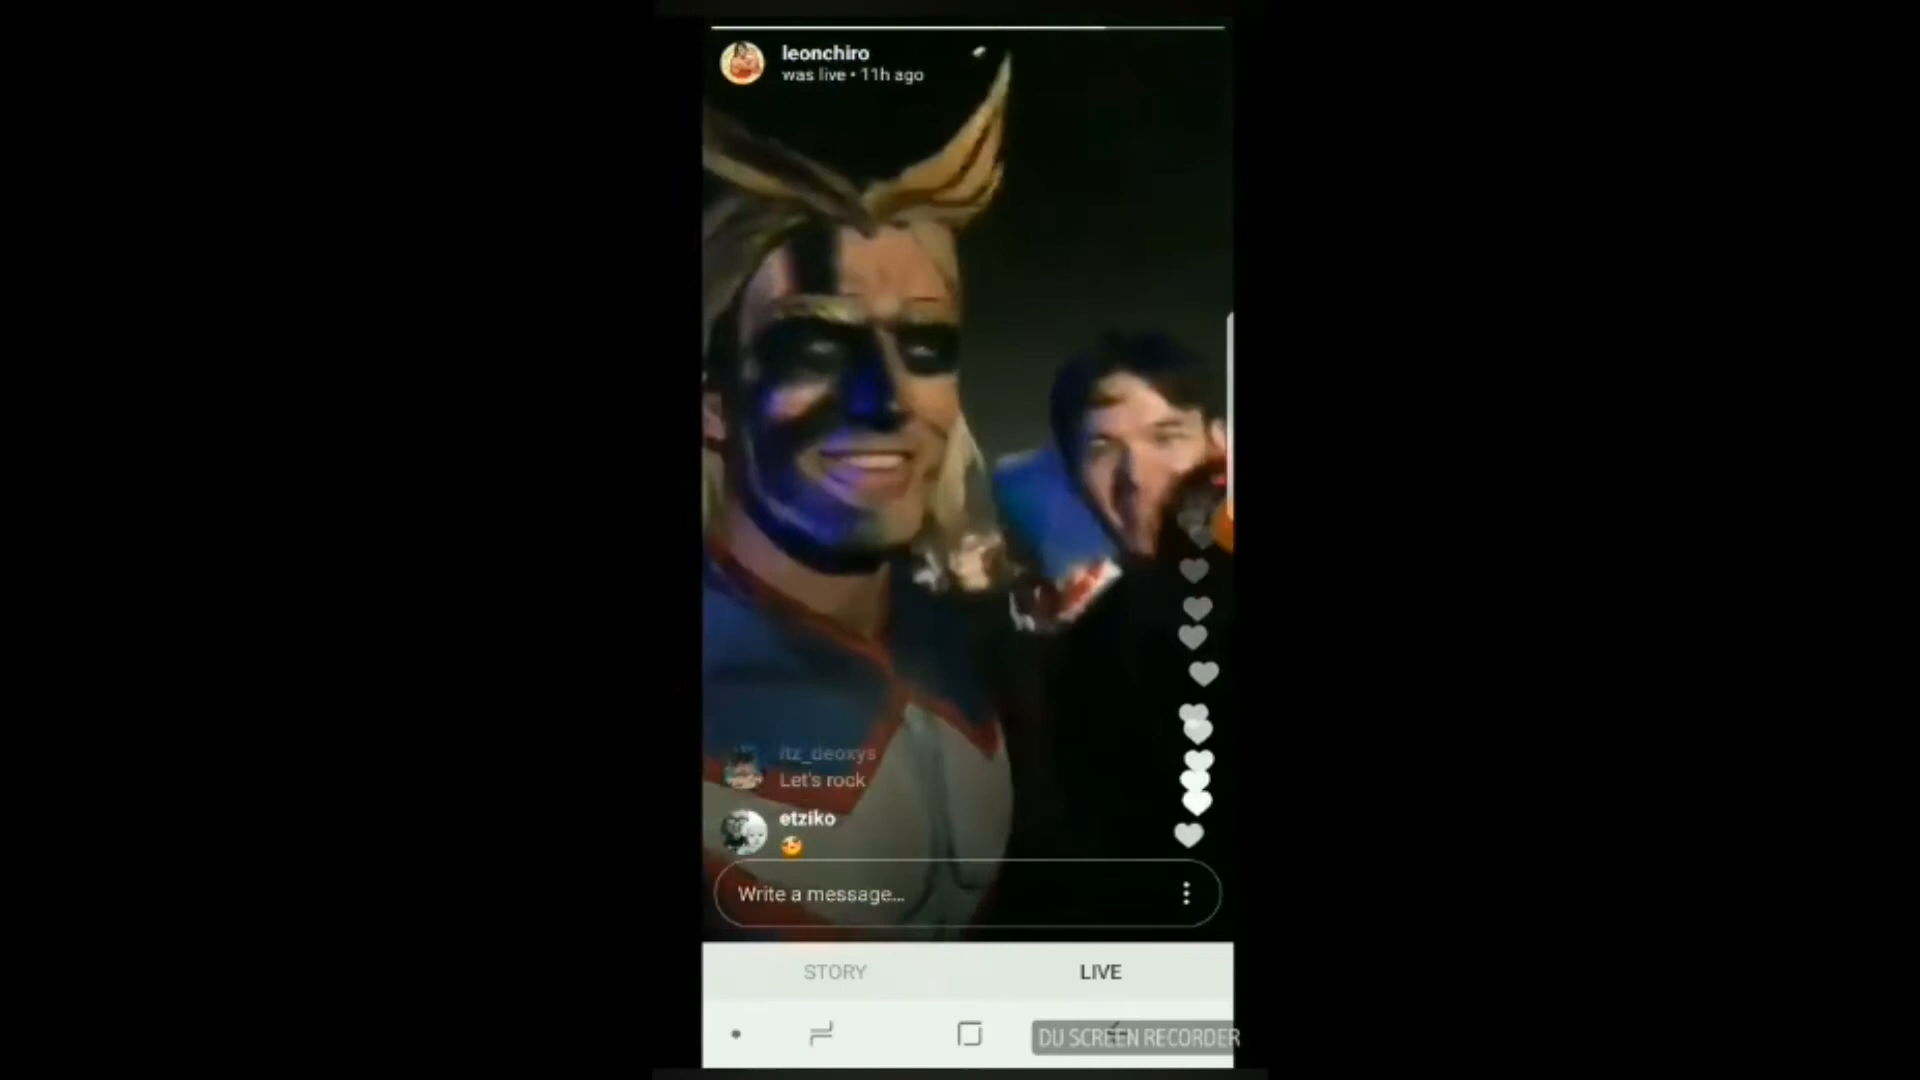 leonchiro
was live • 11h ago
itz_deoxys
Let's rock
etziko
Write a message...
STORY
LIVE
DU SCREEN RECORDER